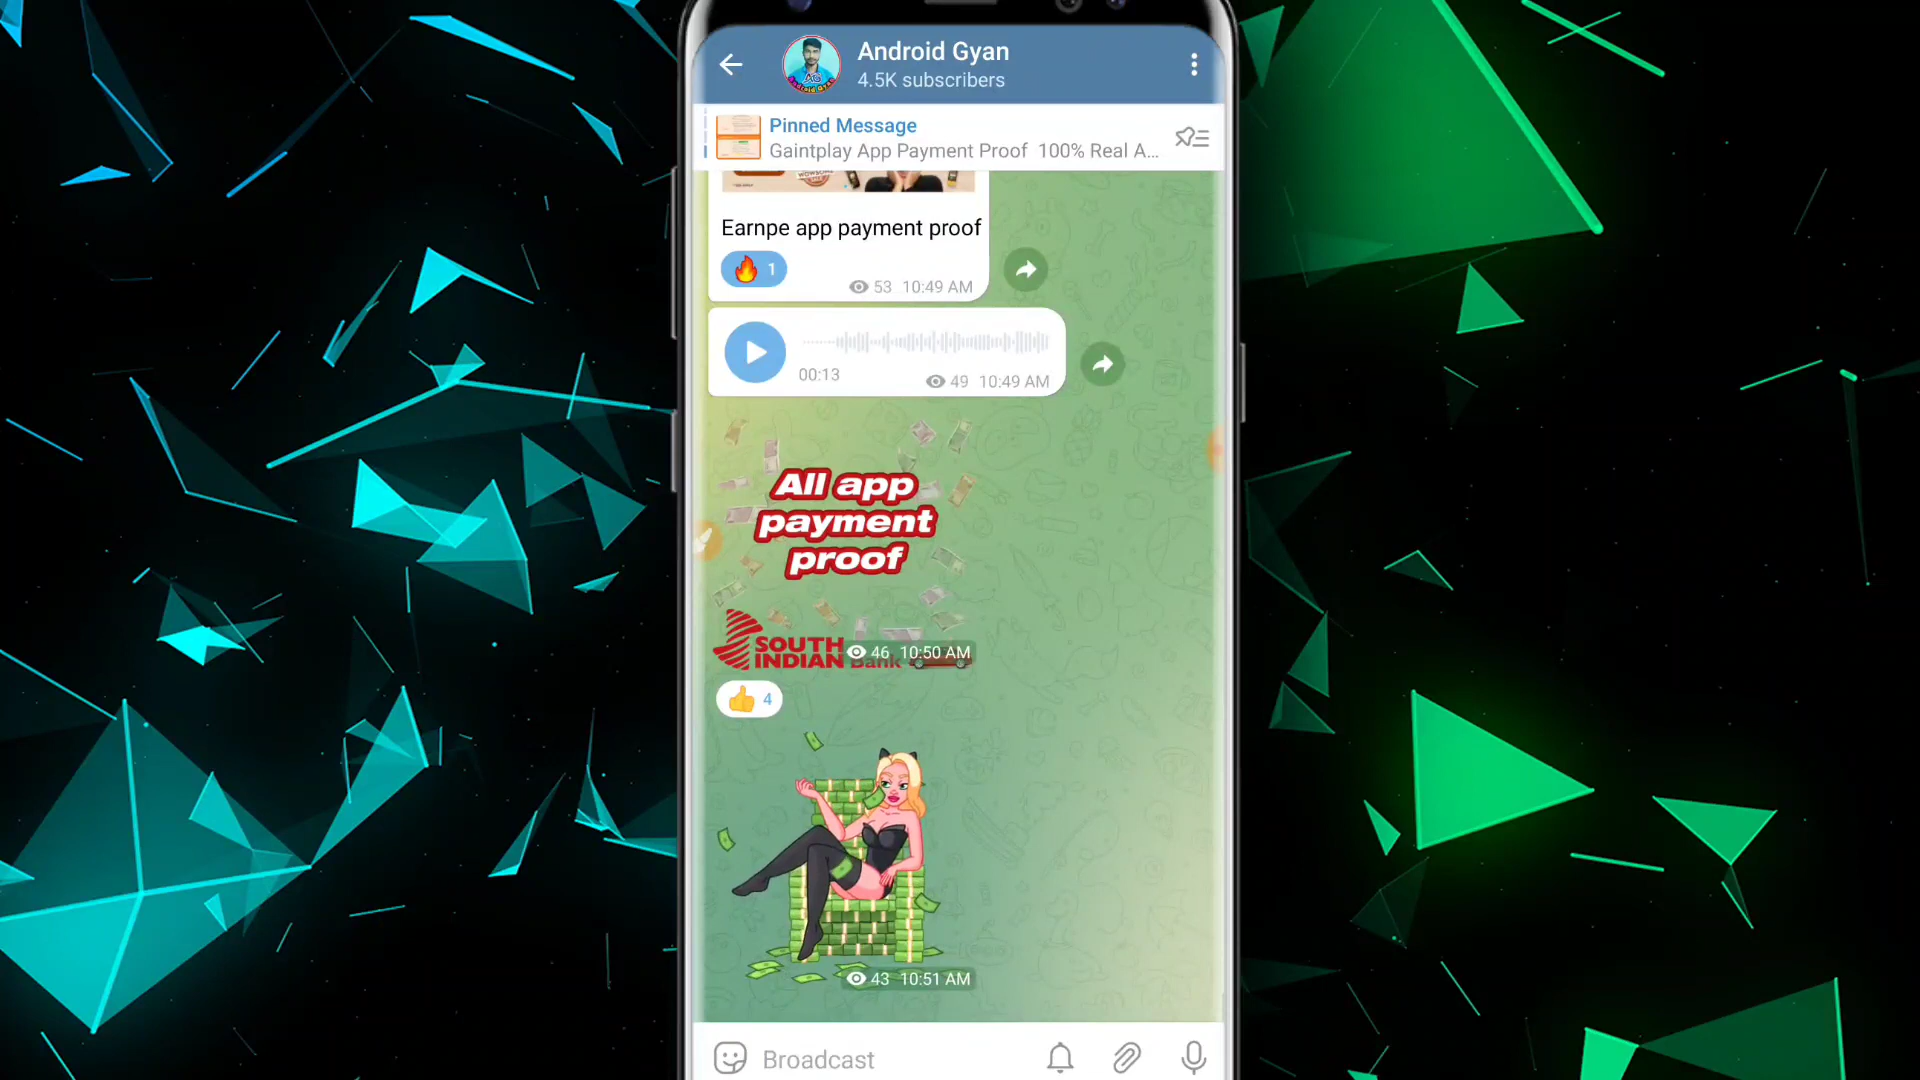 Android Gyan
4.5K subscribers
Pinned Message
Gaintplay App Payment Proof 100% Real A...
Earnpe app payment proof
🔥 1
53 10:49 AM
00:13
49 10:49 AM
All app
payment
proof
SOUTH
INDIAN Bank
46 10:50 AM
👍 4
43 10:51 AM
Broadcast